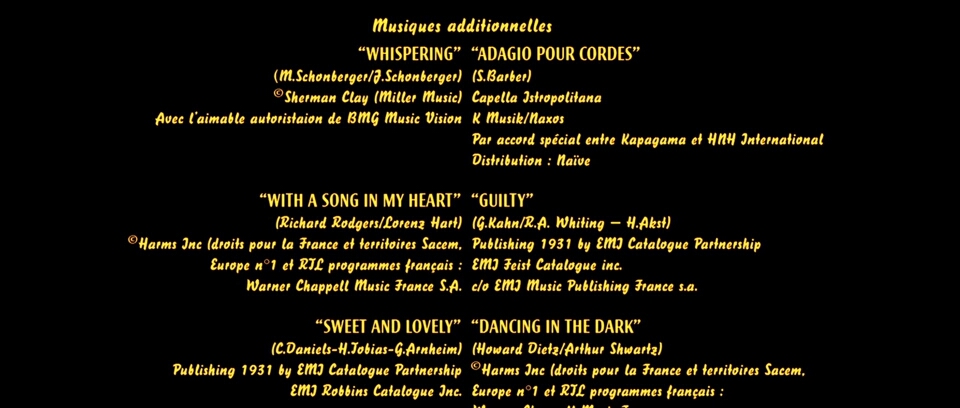 Musiques additionnelles
“WHISPERING”
(M.Schonberger/J.Schonberger)
©Sherman Clay (Miller Music)
Avec l'aimable autoristaion de BMG Music Vision
“ADAGIO POUR CORDES”
(S.Barber)
Capella Istropolitana
K Musik/Naxos
Par accord spécial entre Kapagama et HNH International
Distribution : Naïve
“WITH A SONG IN MY HEART”
(Richard Rodgers/Lorenz Hart)
©Harms Inc (droits pour la France et territoires Sacem,
Europe n°1 et RTL programmes français :
Warner Chappell Music France S.A.
“GUILTY”
(G.Kahn/R.A. Whiting – H.Akst)
Publishing 1931 by EMI Catalogue Partnership
EMI Feist Catalogue inc.
c/o EMI Music Publishing France s.a.
“SWEET AND LOVELY”
(C.Daniels-H.Tobias-G.Arnheim)
Publishing 1931 by EMI Catalogue Partnership
EMI Robbins Catalogue Inc.
“DANCING IN THE DARK”
(Howard Dietz/Arthur Shwartz)
©Harms Inc (droits pour la France et territoires Sacem,
Europe n°1 et RTL programmes français :